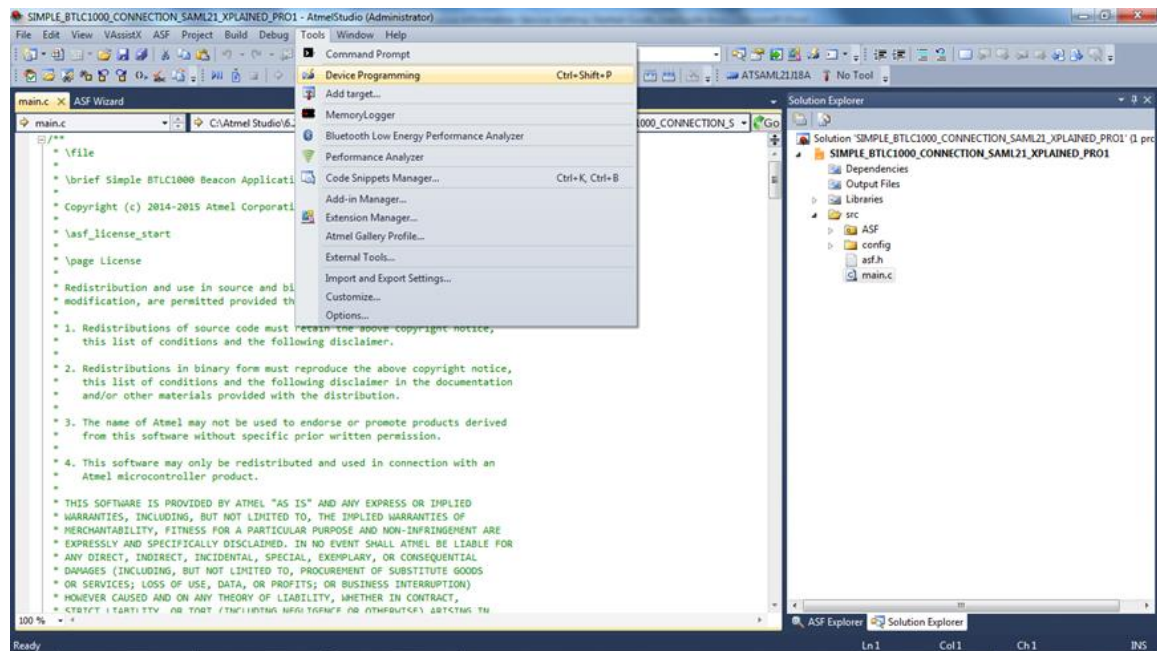 SIMPLE_BTLC1000_CONNECTION_SAML21_XPLAINED_PRO1 - AtmelStudio (Administrator)
File Edit View VAssistX ASF Project Build Debug Tools Window Help
ATSAML21J18A No Tool
Command Prompt
Device Programming Ctrl+Shift+P
Add target...
MemoryLogger
Bluetooth Low Energy Performance Analyzer
Performance Analyzer
Code Snippets Manager... Ctrl+K, Ctrl+B
Add-in Manager...
Extension Manager...
Atmel Gallery Profile...
External Tools...
Import and Export Settings...
Customize...
Options...
main.c ASF Wizard
main.c C:\Atmel Studio\6. 000_CONNECTION_S Go
/**
* \file
*
* \brief Simple BTLC1000 Beacon Applicati
*
* Copyright (c) 2014-2015 Atmel Corporati
*
* \asf_license_start
*
* \page License
*
* Redistribution and use in source and bi
* modification, are permitted provided th
*
* 1. Redistributions of source code must retain the above copyright notice,
* this list of conditions and the following disclaimer.
*
* 2. Redistributions in binary form must reproduce the above copyright notice,
* this list of conditions and the following disclaimer in the documentation
* and/or other materials provided with the distribution.
*
* 3. The name of Atmel may not be used to endorse or promote products derived
* from this software without specific prior written permission.
*
* 4. This software may only be redistributed and used in connection with an
* Atmel microcontroller product.
*
* THIS SOFTWARE IS PROVIDED BY ATMEL "AS IS" AND ANY EXPRESS OR IMPLIED
* WARRANTIES, INCLUDING, BUT NOT LIMITED TO, THE IMPLIED WARRANTIES OF
* MERCHANTABILITY, FITNESS FOR A PARTICULAR PURPOSE AND NON-INFRINGEMENT ARE
* EXPRESSLY AND SPECIFICALLY DISCLAIMED. IN NO EVENT SHALL ATMEL BE LIABLE FOR
* ANY DIRECT, INDIRECT, INCIDENTAL, SPECIAL, EXEMPLARY, OR CONSEQUENTIAL
* DAMAGES (INCLUDING, BUT NOT LIMITED TO, PROCUREMENT OF SUBSTITUTE GOODS
* OR SERVICES; LOSS OF USE, DATA, OR PROFITS; OR BUSINESS INTERRUPTION)
* HOWEVER CAUSED AND ON ANY THEORY OF LIABILITY, WHETHER IN CONTRACT,
* STRICT LIABILITY, OR TORT (INCLUDING NEGLIGENCE OR OTHERWISE) ARISING IN
100 %
Solution Explorer
Solution 'SIMPLE_BTLC1000_CONNECTION_SAML21_XPLAINED_PRO1' (1 pro
SIMPLE_BTLC1000_CONNECTION_SAML21_XPLAINED_PRO1
Dependencies
Output Files
Libraries
src
ASF
config
asf.h
main.c
ASF Explorer Solution Explorer
Ready Ln 1 Col 1 Ch 1 INS